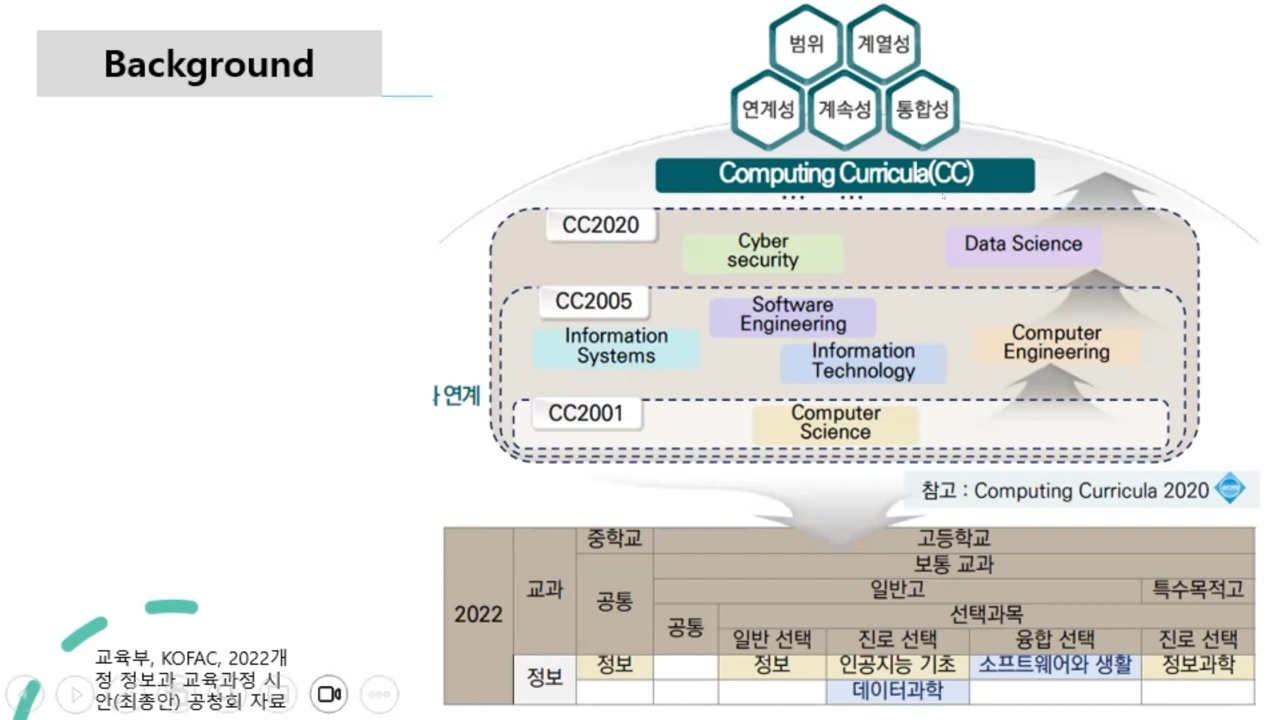 Background
범위
계열성
연계성
계속성
통합성
Computing Curricula(CC)
... ...
CC2020
Cyber
security
Data Science
CC2005
Software
Engineering
Information
Systems
Information
Technology
Computer
Engineering
연계
CC2001
Computer
Science
참고 : Computing Curricula 2020
2022
교과
중학교
고등학교
보통 교과
공통
일반고
특수목적고
공통
선택과목
일반 선택
진로 선택
융합 선택
진로 선택
정보
정보
정보
인공지능 기초
소프트웨어와 생활
정보과학
데이터과학
교육부, KOFAC, 2022개
정 정보과 교육과정 시
안(최종안) 공청회 자료